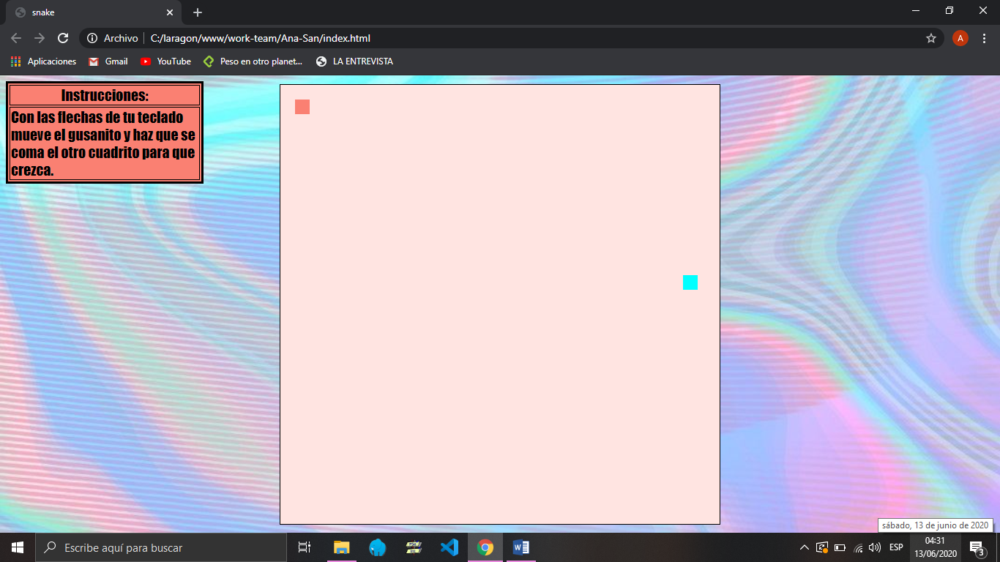 snake
Archivo C:/laragon/www/work-team/Ana-San/index.html
A
Aplicaciones Gmail YouTube Peso en otro planet... LA ENTREVISTA
Instrucciones:
Con las flechas de tu teclado
mueve el gusanito y haz que se
coma el otro cuadrito para que
crezca.
sábado, 13 de junio de 2020
Escribe aquí para buscar
ESP
04:31
13/06/2020
3